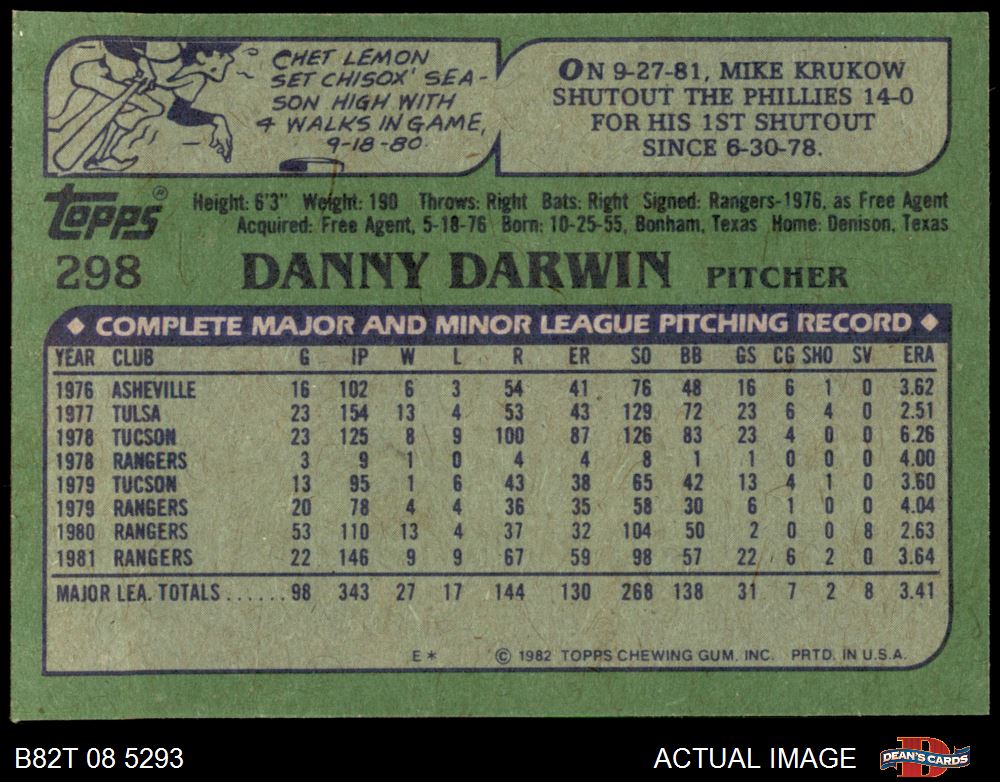 CHET LEMON
SET CHISOX' SEA-
SON HIGH WITH
4 WALKS IN GAME,
9-18-80.
ON 9-27-81, MIKE KRUKOW
SHUTOUT THE PHILLIES 14-0
FOR HIS 1ST SHUTOUT
SINCE 6-30-78.
TOPPS®
Height: 6'3" Weight: 190 Throws: Right Bats: Right Signed: Rangers-1976, as Free Agent
Acquired: Free Agent, 5-18-76 Born: 10-25-55, Bonham, Texas Home: Denison, Texas
298 DANNY DARWIN PITCHER
◆ COMPLETE MAJOR AND MINOR LEAGUE PITCHING RECORD ◆
YEAR CLUB G IP W L R ER SO BB GS CG SHO SV ERA
1976 ASHEVILLE 16 102 6 3 54 41 76 48 16 6 1 0 3.62
1977 TULSA 23 154 13 4 53 43 129 72 23 6 4 0 2.51
1978 TUCSON 23 125 8 9 100 87 126 83 23 4 0 0 6.26
1978 RANGERS 3 9 1 0 4 4 8 1 1 0 0 0 4.00
1979 TUCSON 13 95 1 6 43 38 65 42 13 4 1 0 3.60
1979 RANGERS 20 78 4 4 36 35 58 30 6 1 0 0 4.04
1980 RANGERS 53 110 13 4 37 32 104 50 2 0 0 8 2.63
1981 RANGERS 22 146 9 9 67 59 98 57 22 6 2 0 3.64
MAJOR LEA. TOTALS ...... 98 343 27 17 144 130 268 138 31 7 2 8 3.41
E* © 1982 TOPPS CHEWING GUM, INC. PRTD. IN U.S.A.
B82T 08 5293 ACTUAL IMAGE DEAN'S CARDS